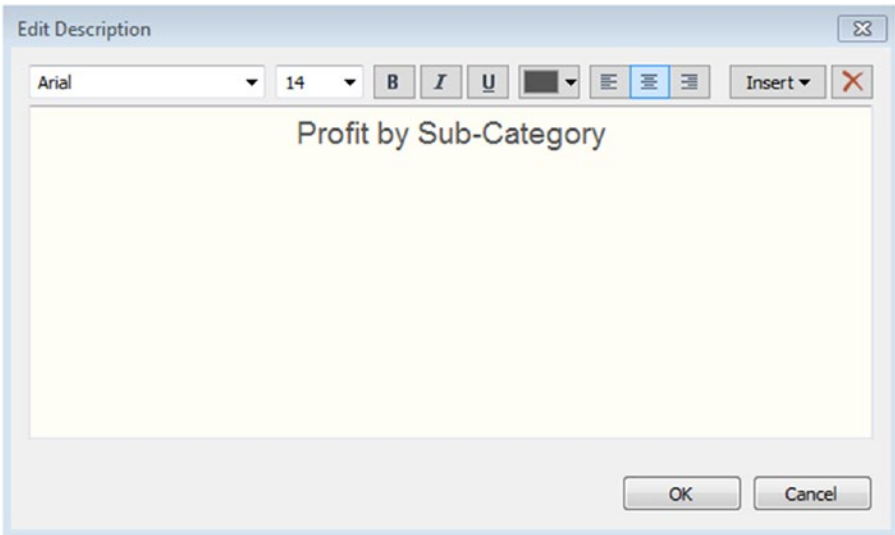 Edit Description
Arial 14 B I U Insert
Profit by Sub-Category
OK Cancel